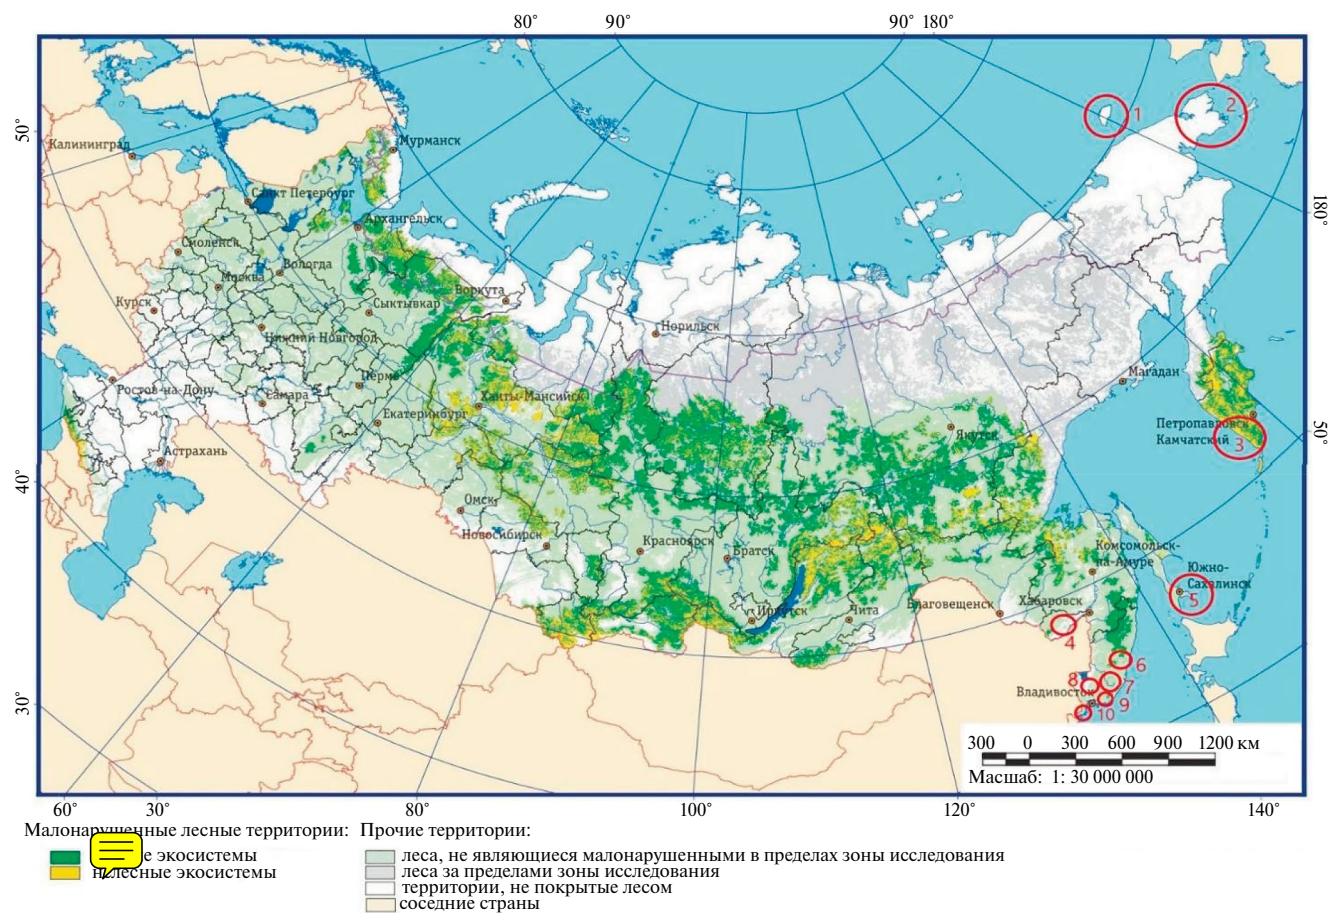 80° 90° 90° 180°
1 2
50°
Калининград
Мурманск
Санкт Петербург
180°
Архангельск
Смоленск
Вологда
Москва
Воркута
Курск
Сыктывкар
Норильск
Нижний Новгород
Магадан
Пермь
Ростов-на-Дону
Самара
Ханты-Мансийск
Екатеринбург
Петропавловск
Камчатский 3
50°
Якутск
Астрахань
40°
Омск
Новосибирск
Красноярск
Братск
Комсомольск-
на-Амуре
Южно-
Сахалинск
5
Иркутск
Чита
Благовещенск
Хабаровск
4
6
8 7
Владивосток
9
10
30°
300 0 300 600 900 1200 км
Масшаб: 1: 30 000 000
60° 30° 80° 100° 120° 140°
лесные территории: Прочие территории:
экосистемы
леса, не являющиеся малонарушенными в пределах зоны исследования
нелесные экосистемы
леса за пределами зоны исследования
территории, не покрытые лесом
соседние страны